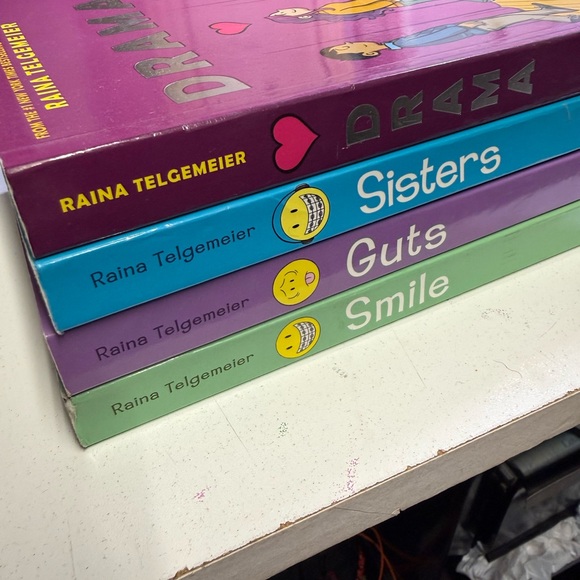 DRAMA
RAINA TELGEMEIER
FROM THE #1 NEW YORK TIMES BESTSELLING
RAINA TELGEMEIER DRAMA
Raina Telgemeier Sisters
Raina Telgemeier Guts
Raina Telgemeier Smile